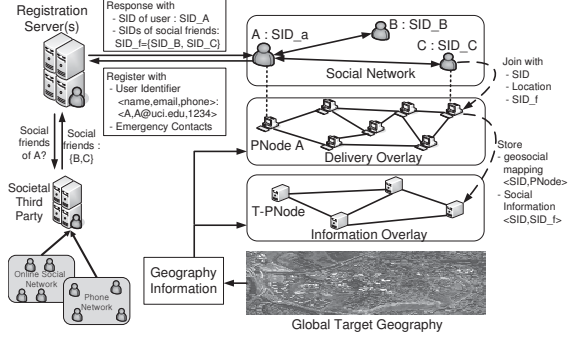 Registration
Server(s)
Response with
- SID of user : SID_A
- SIDs of social friends:
SID_f={SID_B, SID_C}
Register with
- User Identifier
<name,email,phone>:
<A,A@uci.edu,1234>
- Emergency Contacts
A : SID_a
B : SID_B
C : SID_C
Social Network
Join with
- SID
- Location
- SID_f
PNode A
Delivery Overlay
Store
- geosocial
mapping
<SID,PNode>
- Social
Information
<SID,SID_f>
T-PNode
Information Overlay
Social
friends
of A?
Social
friends :
{B,C}
Societal
Third
Party
Online Social
Network
Phone
Network
Geography
Information
Global Target Geography